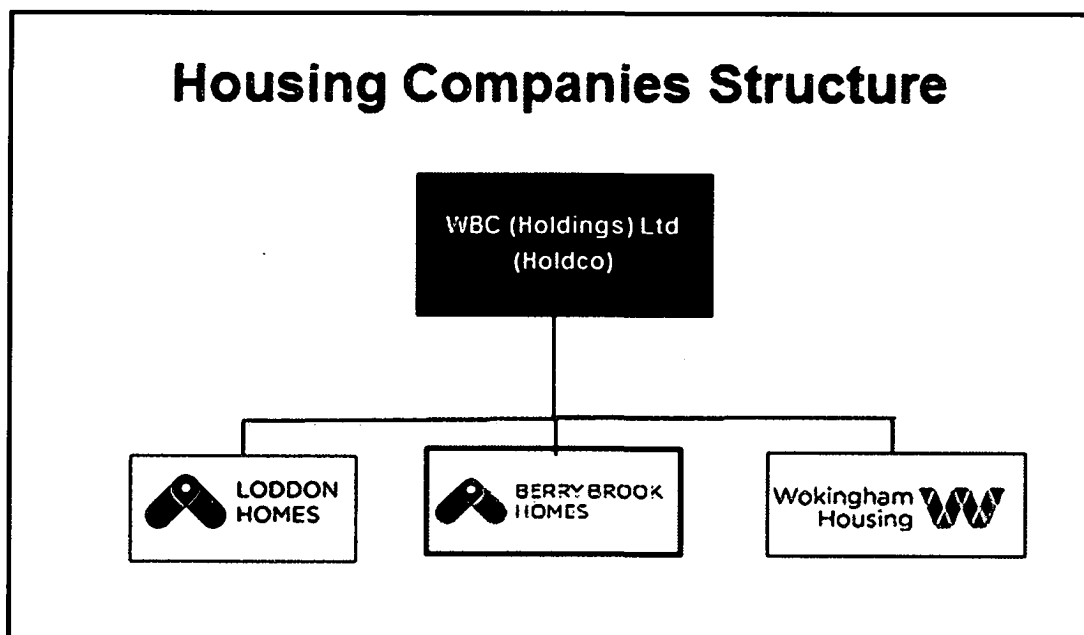 Housing Companies Structure
WBC (Holdings) Ltd
(Holdco)
LODDON
HOMES
BERRY BROOK
HOMES
Wokingham
Housing